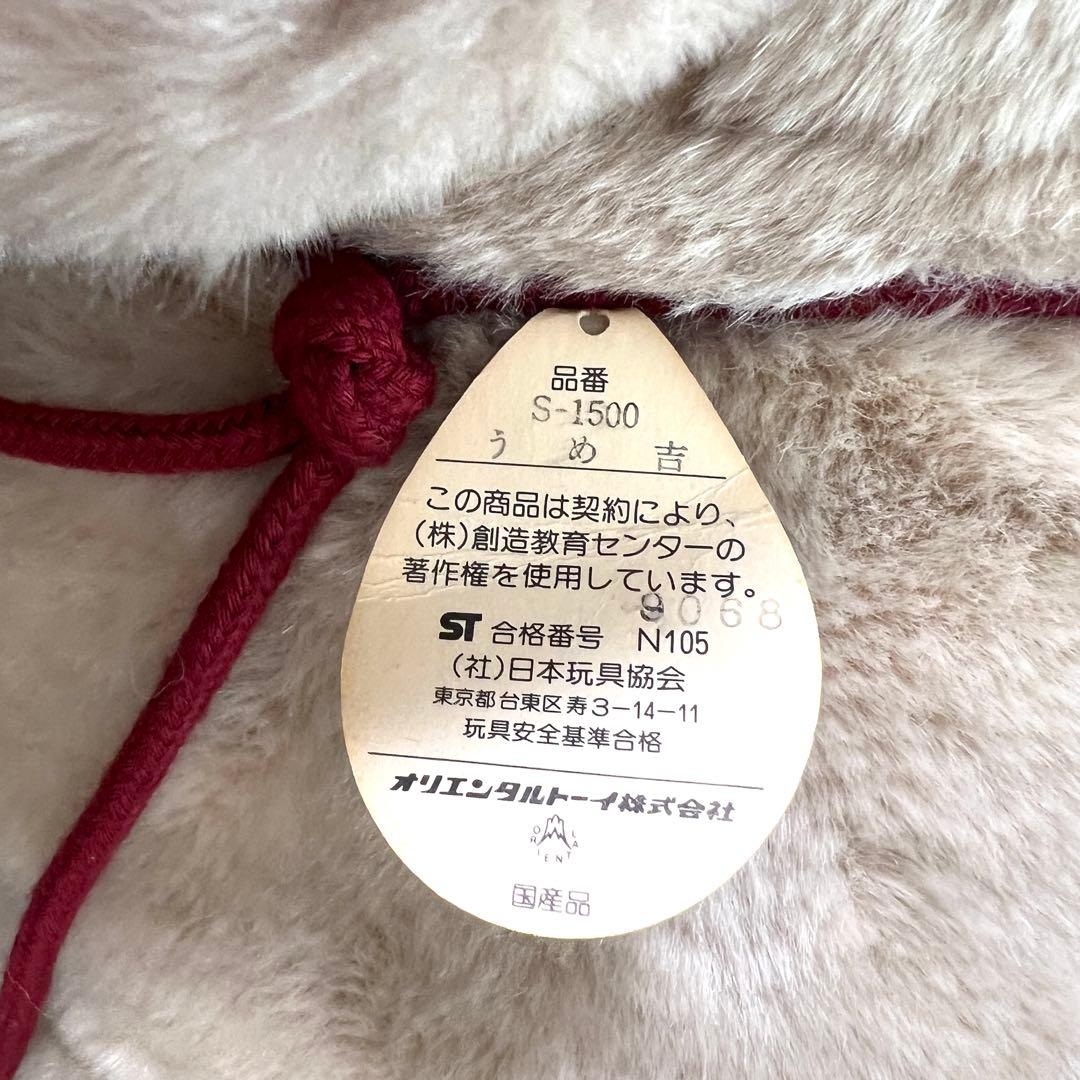 品番
S-1500
うめ吉
この商品は契約により、
(株)創造教育センターの
著作権を使用しています。
9068
ST 合格番号 N105
(社)日本玩具協会
東京都台東区寿3-14-11
玩具安全基準合格
オリエンタルトーイ株式会社
ORIENTAL
国産品